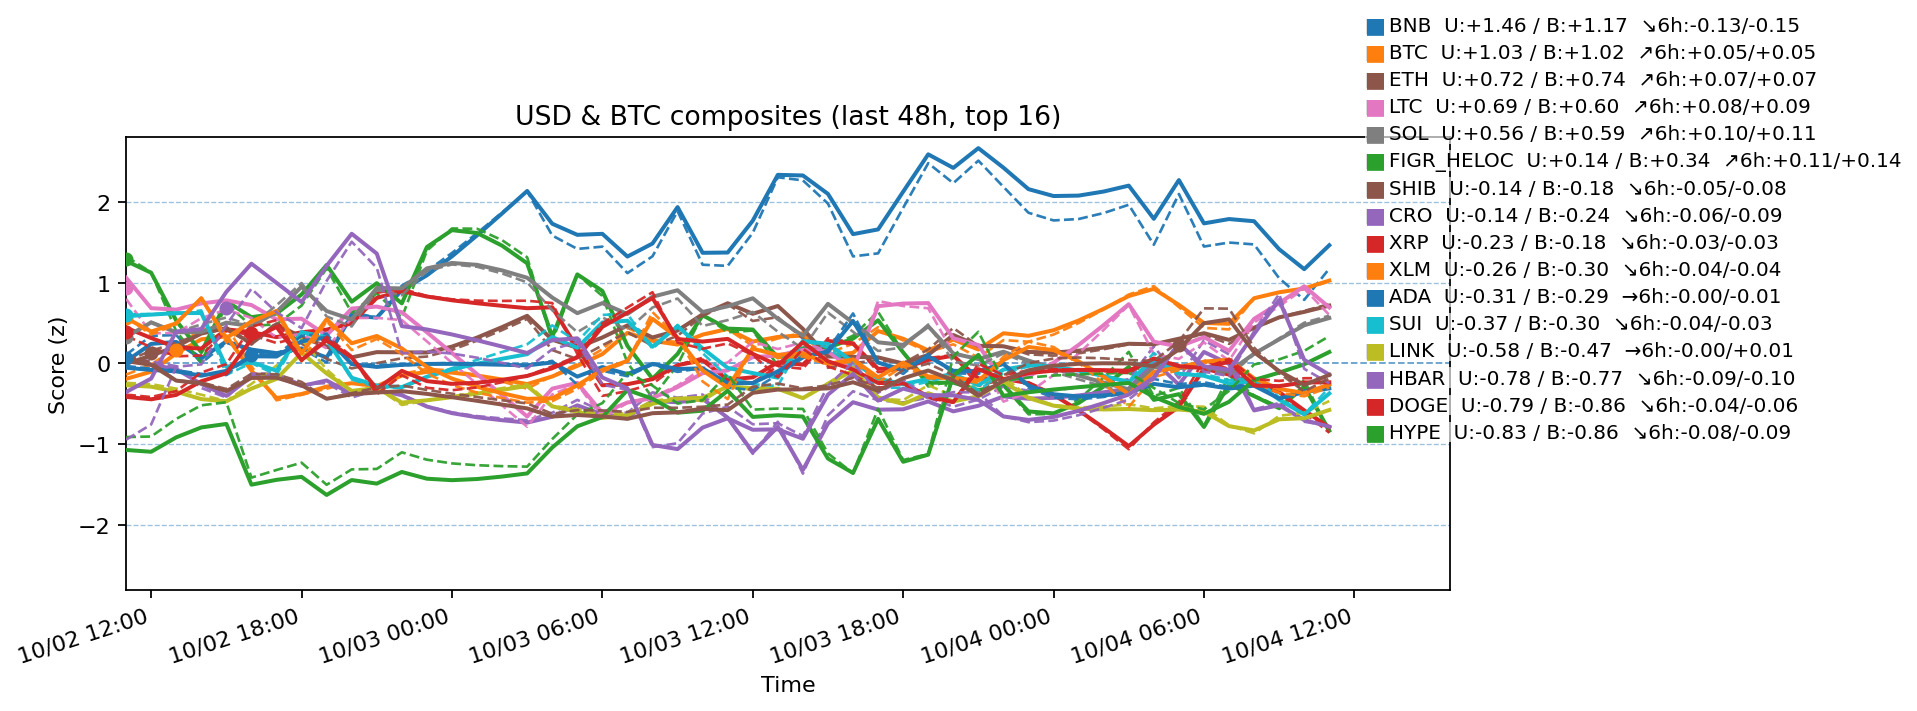 BNB U:+1.46 / B:+1.17 ↘6h:-0.13/-0.15
BTC U:+1.03 / B:+1.02 ↗6h:+0.05/+0.05
ETH U:+0.72 / B:+0.74 ↗6h:+0.07/+0.07
LTC U:+0.69 / B:+0.60 ↗6h:+0.08/+0.09
SOL U:+0.56 / B:+0.59 ↗6h:+0.10/+0.11
FIGR_HELOC U:+0.14 / B:+0.34 ↗6h:+0.11/+0.14
SHIB U:-0.14 / B:-0.18 ↘6h:-0.05/-0.08
CRO U:-0.14 / B:-0.24 ↘6h:-0.06/-0.09
XRP U:-0.23 / B:-0.18 ↘6h:-0.03/-0.03
XLM U:-0.26 / B:-0.30 ↘6h:-0.04/-0.04
ADA U:-0.31 / B:-0.29 →6h:-0.00/-0.01
SUI U:-0.37 / B:-0.30 ↘6h:-0.04/-0.03
LINK U:-0.58 / B:-0.47 →6h:-0.00/+0.01
HBAR U:-0.78 / B:-0.77 ↘6h:-0.09/-0.10
DOGE U:-0.79 / B:-0.86 ↘6h:-0.04/-0.06
HYPE U:-0.83 / B:-0.86 ↘6h:-0.08/-0.09
USD & BTC composites (last 48h, top 16)
Score (z)
2
1
0
−1
−2
10/02 12:00
10/02 18:00
10/03 00:00
10/03 06:00
10/03 12:00
10/03 18:00
10/04 00:00
10/04 06:00
10/04 12:00
Time